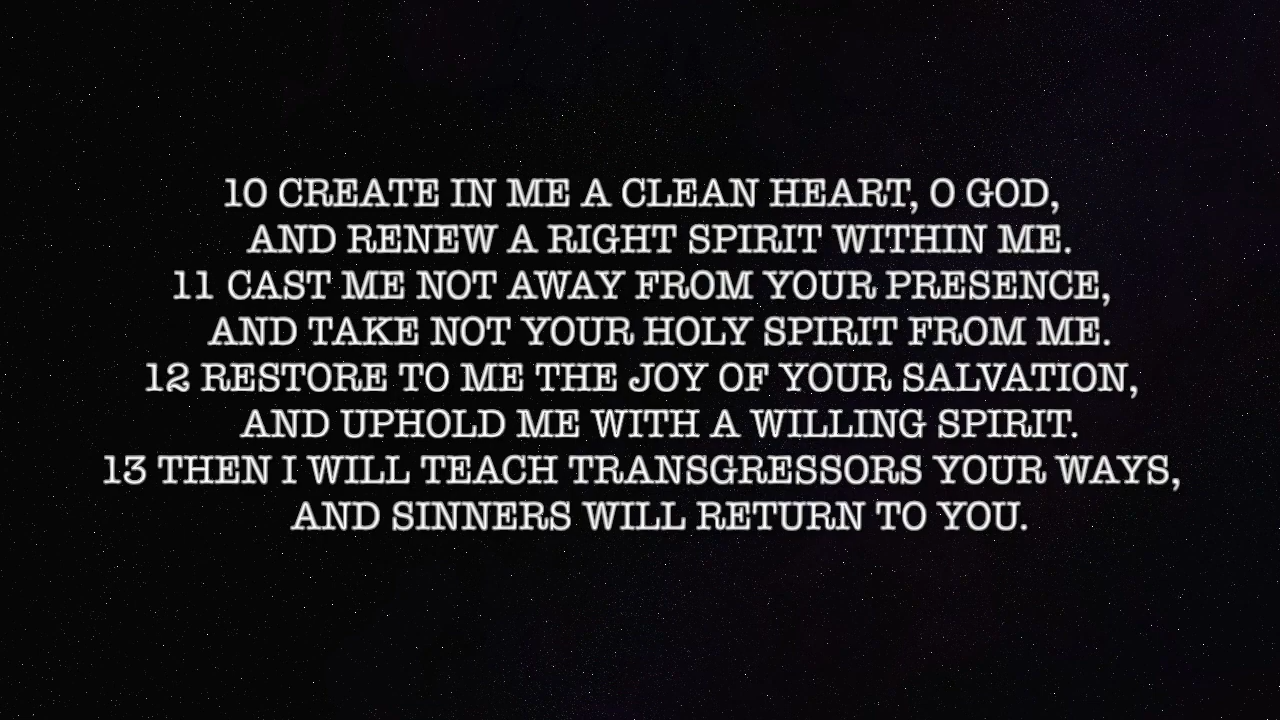 10 CREATE IN ME A CLEAN HEART, O GOD,
AND RENEW A RIGHT SPIRIT WITHIN ME.
11 CAST ME NOT AWAY FROM YOUR PRESENCE,
AND TAKE NOT YOUR HOLY SPIRIT FROM ME.
12 RESTORE TO ME THE JOY OF YOUR SALVATION,
AND UPHOLD ME WITH A WILLING SPIRIT.
13 THEN I WILL TEACH TRANSGRESSORS YOUR WAYS,
AND SINNERS WILL RETURN TO YOU.